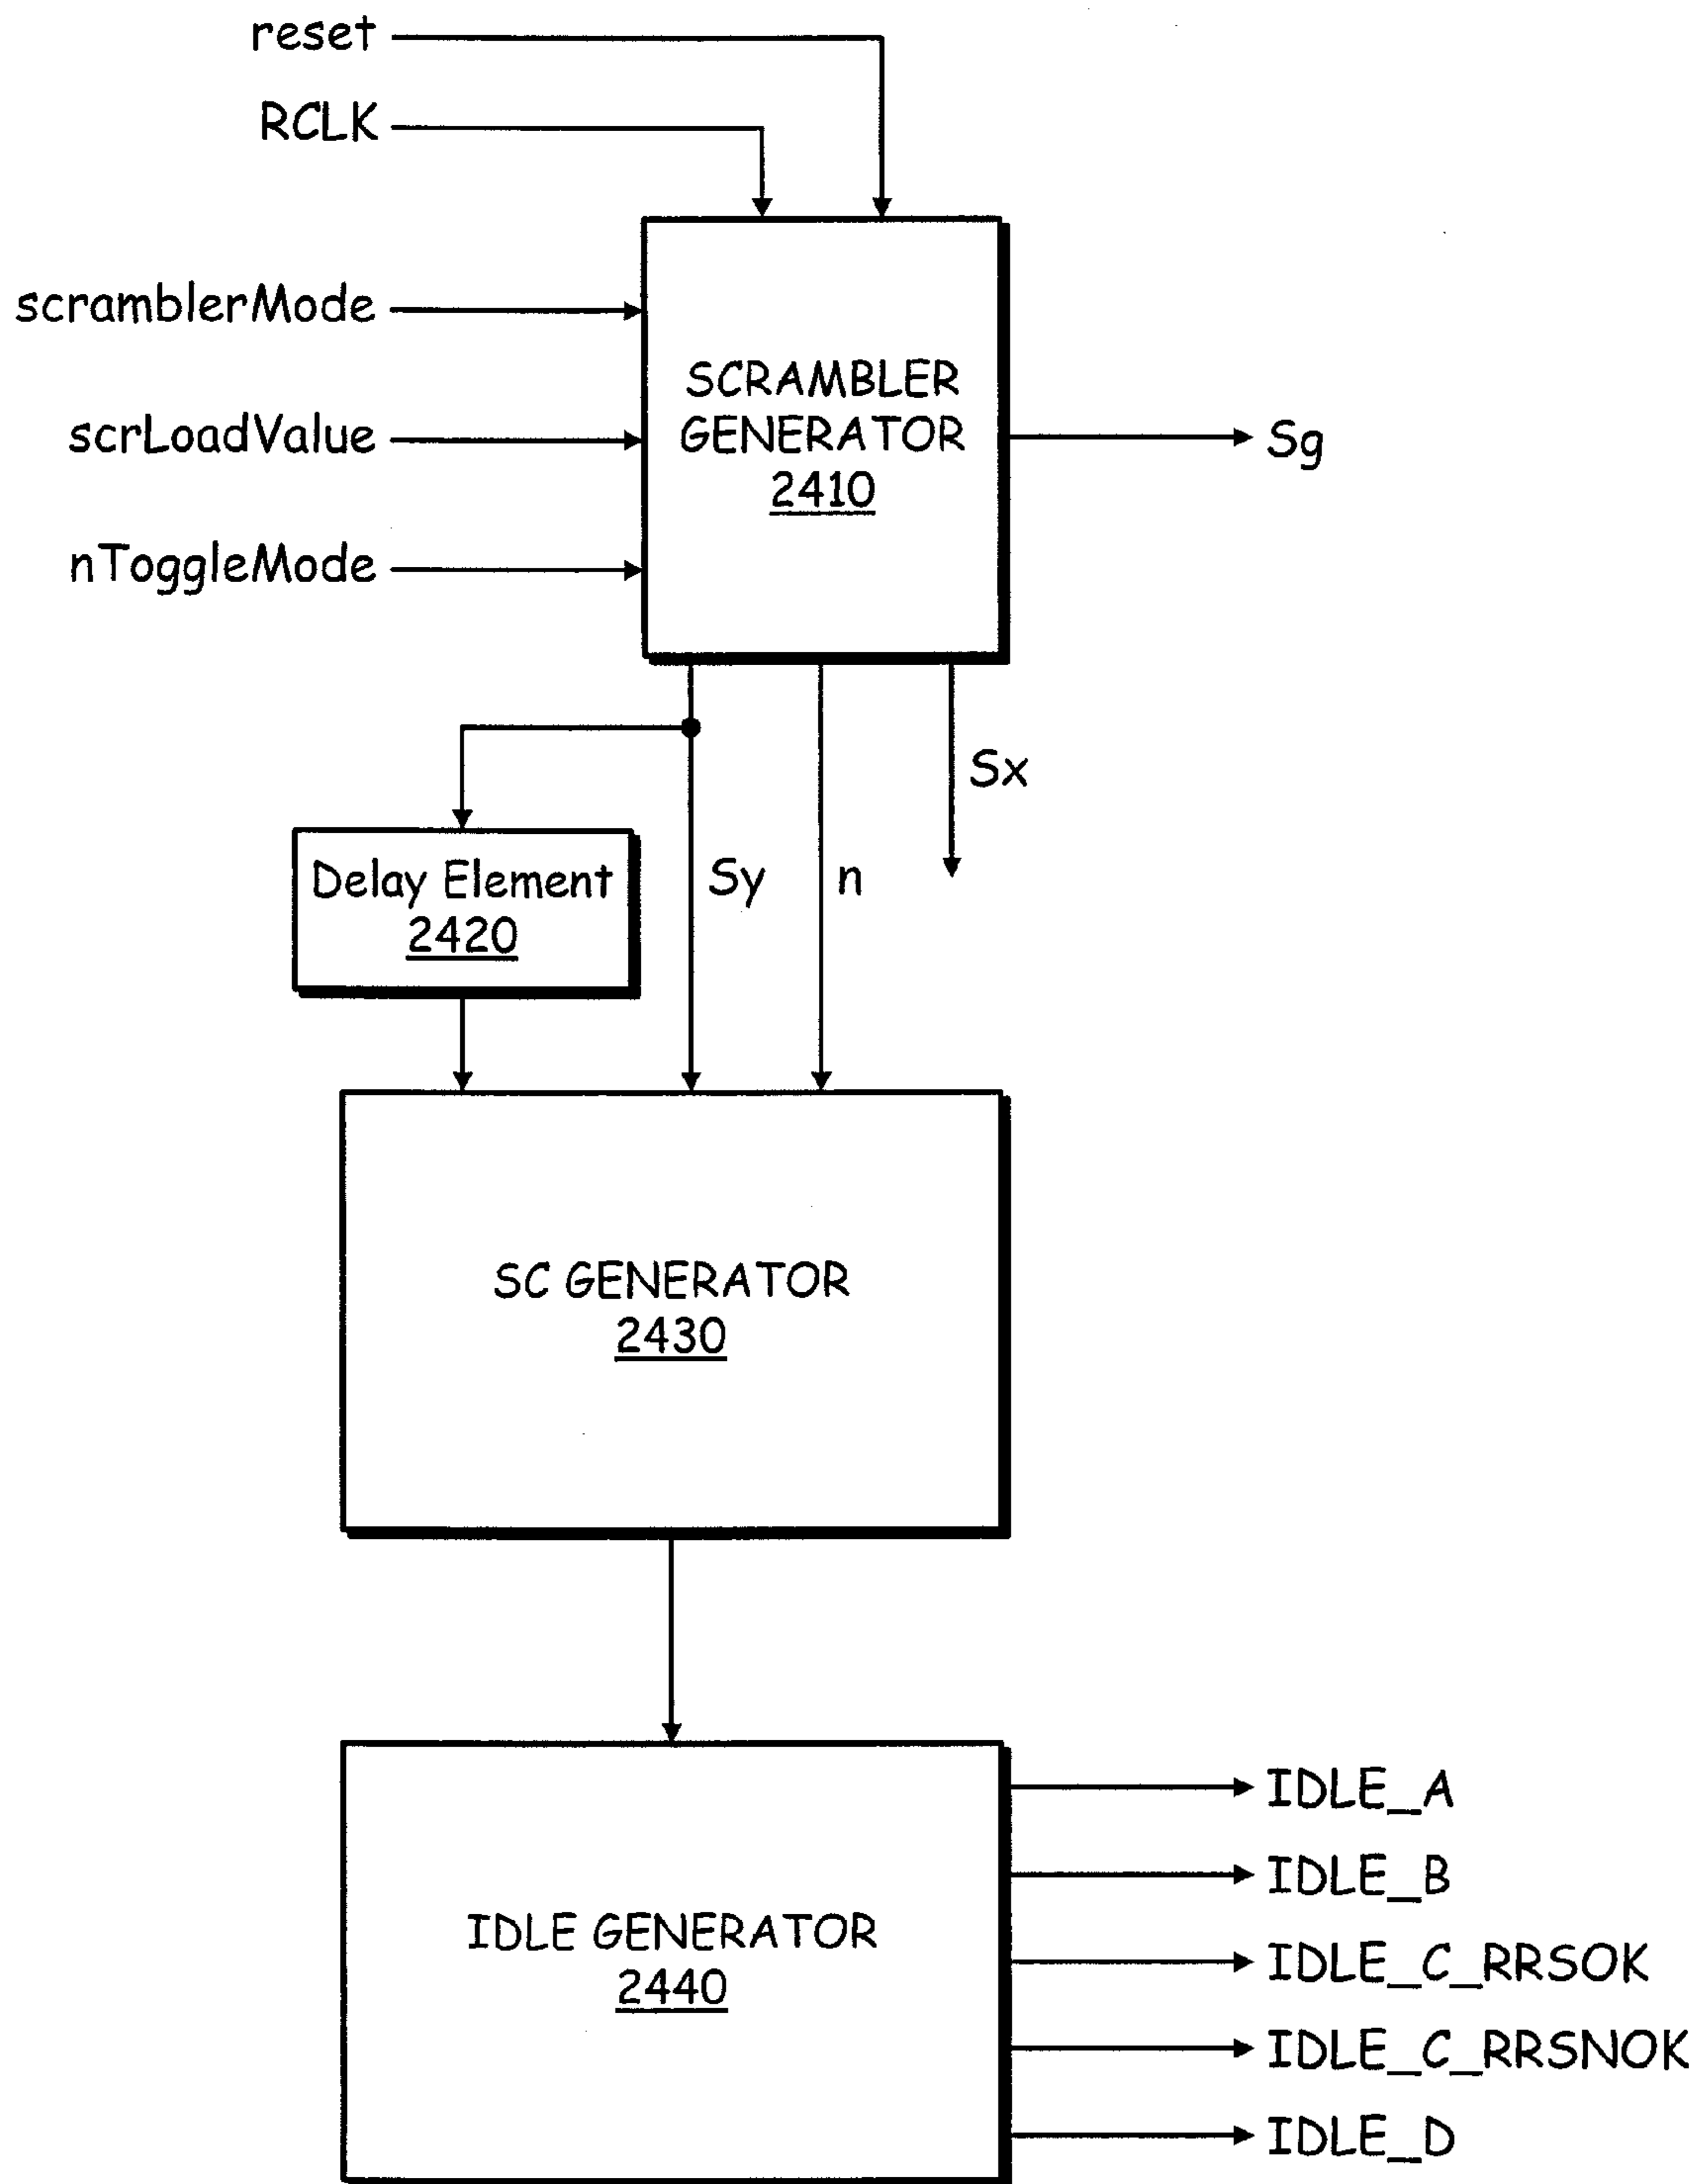 reset
RCLK
scramblerMode
scrLoadValue
nToggleMode
SCRAMBLER
GENERATOR
2410
Sg
Sx
Sy
n
Delay Element
2420
SC GENERATOR
2430
IDLE GENERATOR
2440
IDLE_A
IDLE_B
IDLE_C_RRSOK
IDLE_C_RRSNOK
IDLE_D